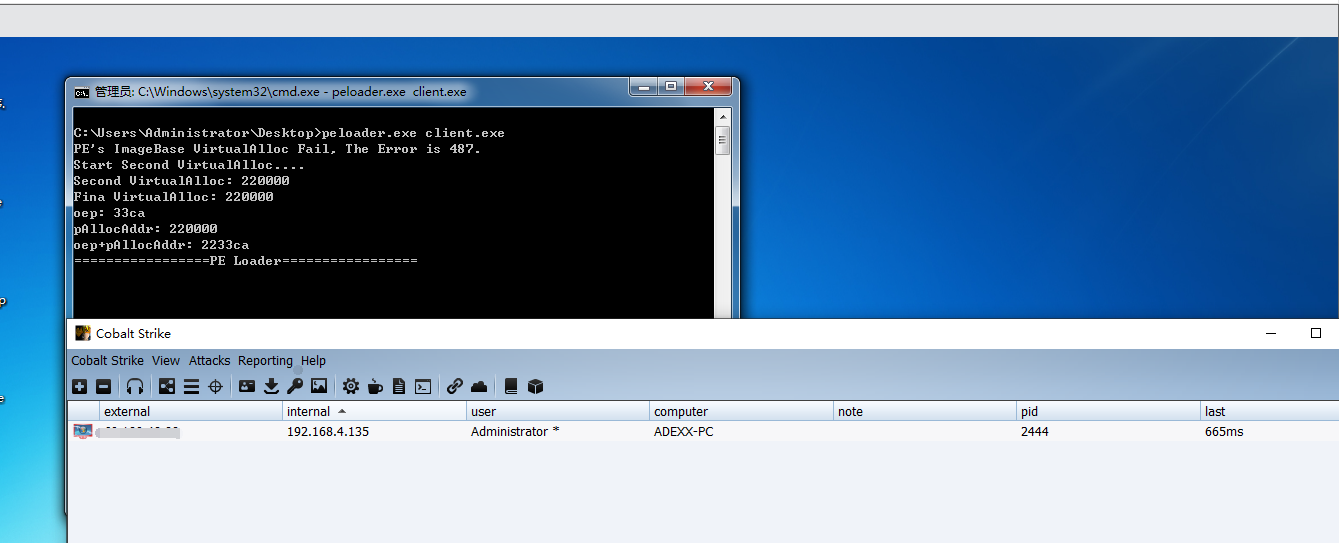 管理员: C:\Windows\system32\cmd.exe - peloader.exe  client.exe
C:\Users\Administrator\Desktop>peloader.exe client.exe
PE's ImageBase VirtualAlloc Fail, The Error is 487.
Start Second VirtualAlloc....
Second VirtualAlloc: 220000
Fina VirtualAlloc: 220000
oep: 33ca
pAllocAddr: 220000
oep+pAllocAddr: 2233ca
=================PE Loader=================
Cobalt Strike
Cobalt Strike View Attacks Reporting Help
external internal user computer note pid last
192.168.4.135 Administrator * ADEXX-PC 2444 665ms